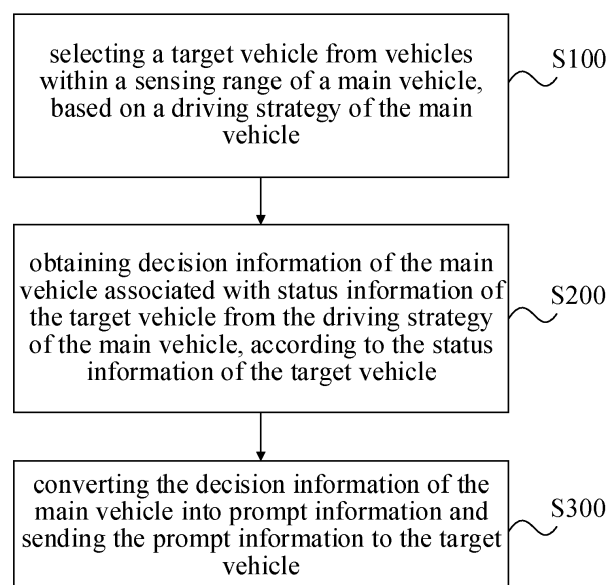 selecting a target vehicle from vehicles
within a sensing range of a main vehicle,
based on a driving strategy of the main
vehicle
S100
obtaining decision information of the main
vehicle associated with status information of
the target vehicle from the driving strategy
of the main vehicle, according to the status
information of the target vehicle
S200
converting the decision information of the
main vehicle into prompt information and
sending the prompt information to the target
vehicle
S300